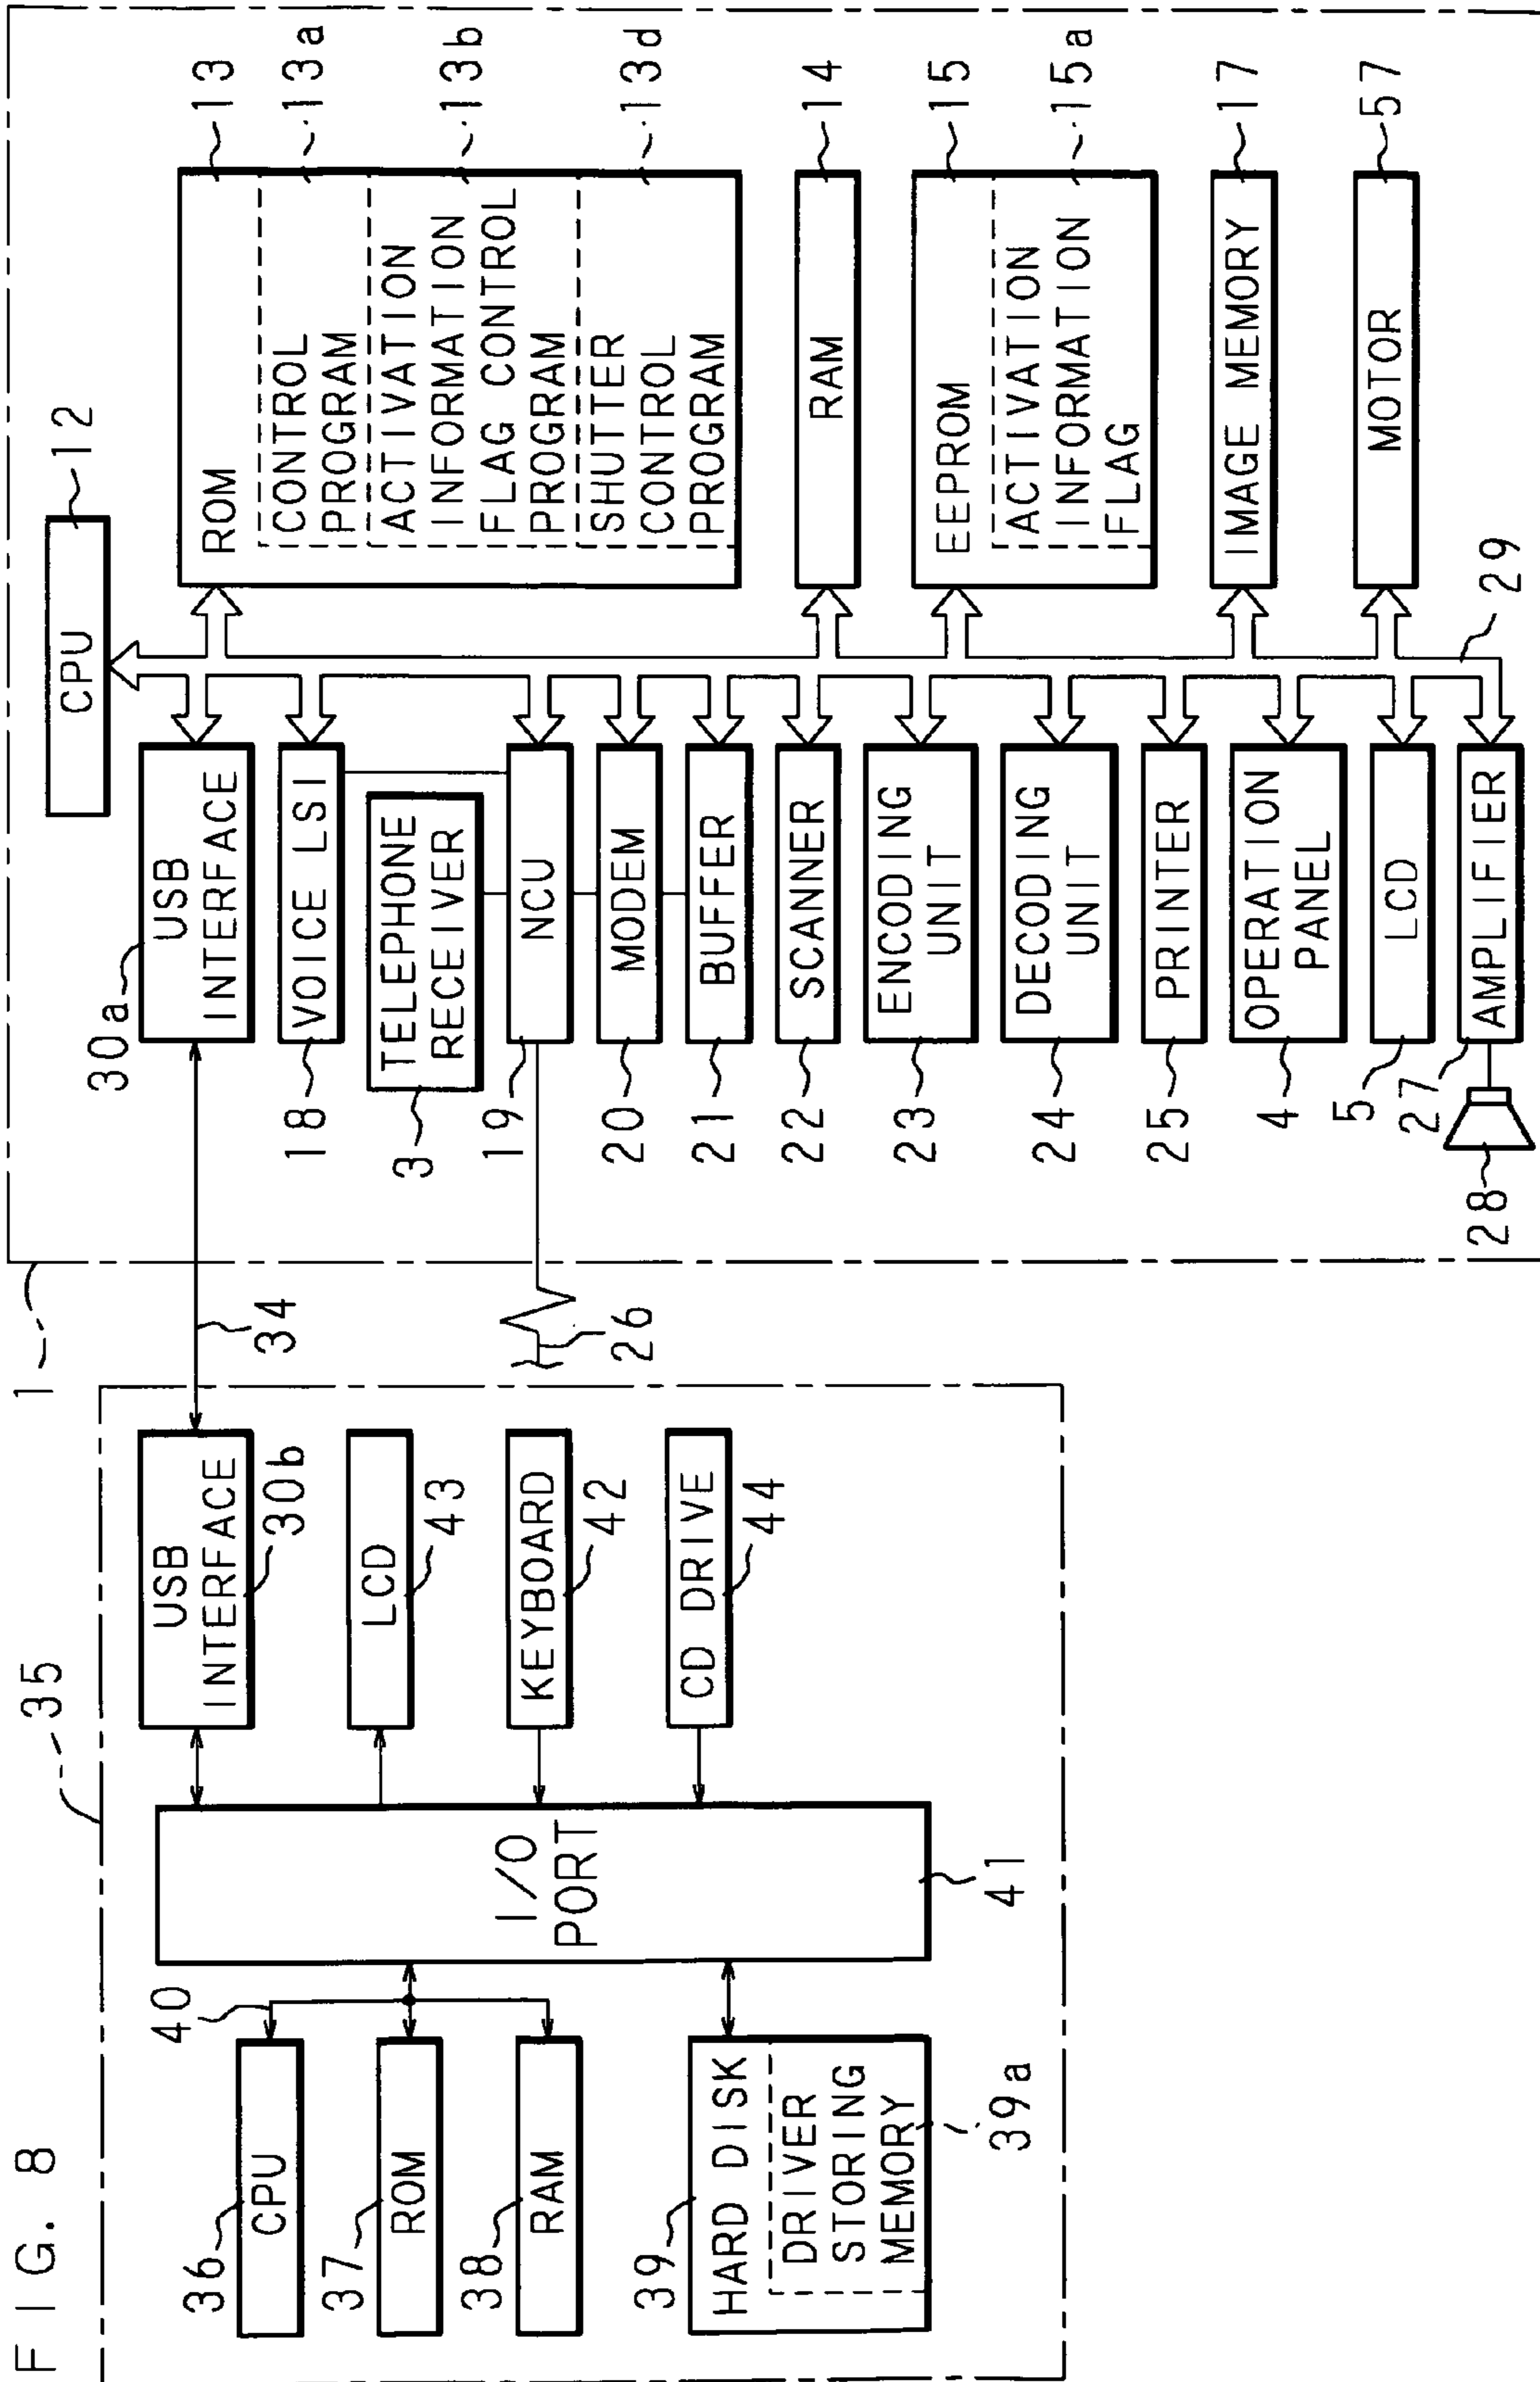 FIG. 8
35
36
CPU
37
ROM
38
RAM
39
HARD DISK
DRIVER
STORING
MEMORY
39a
40
I/O
PORT
41
USB
INTERFACE
30b
LCD
43
KEYBOARD
42
CD DRIVE
44
34
26
1
30a
USB
INTERFACE
18
VOICE LSI
3
TELEPHONE
RECEIVER
19
NCU
20
MODEM
21
BUFFER
22
SCANNER
23
ENCODING
UNIT
24
DECODING
UNIT
25
PRINTER
4
OPERATION
PANEL
5
LCD
27
AMPLIFIER
28
CPU
12
29
ROM
13
CONTROL
PROGRAM
13a
ACTIVATION
INFORMATION
FLAG CONTROL
PROGRAM
13b
SHUTTER
CONTROL
PROGRAM
13d
RAM
14
EEPROM
15
ACTIVATION
INFORMATION
FLAG
15a
IMAGE MEMORY
17
MOTOR
57